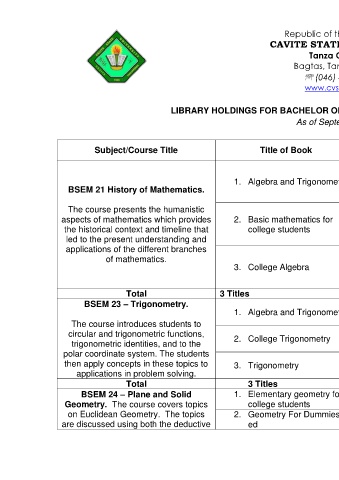 Republic of th
CAVITE STATE
Tanza C
Bagtas, Tan
☏ (046)
www.cvs
LIBRARY HOLDINGS FOR BACHELOR O
As of Septe
Subject/Course Title
Title of Book
BSEM 21 History of Mathematics.
The course presents the humanistic
aspects of mathematics which provides
the historical context and timeline that
led to the present understanding and
applications of the different branches
of mathematics.
1. Algebra and Trigonome
2. Basic mathematics for
college students
3. College Algebra
Total
3 Titles
BSEM 23 – Trigonometry.
The course introduces students to
circular and trigonometric functions,
trigonometric identities, and to the
polar coordinate system. The students
then apply concepts in these topics to
applications in problem solving.
1. Algebra and Trigonome
2. College Trigonometry
3. Trigonometry
Total
3 Titles
BSEM 24 – Plane and Solid
Geometry. The course covers topics
on Euclidean Geometry. The topics
are discussed using both the deductive
1. Elementary geometry fo
college students
2. Geometry For Dummies
ed